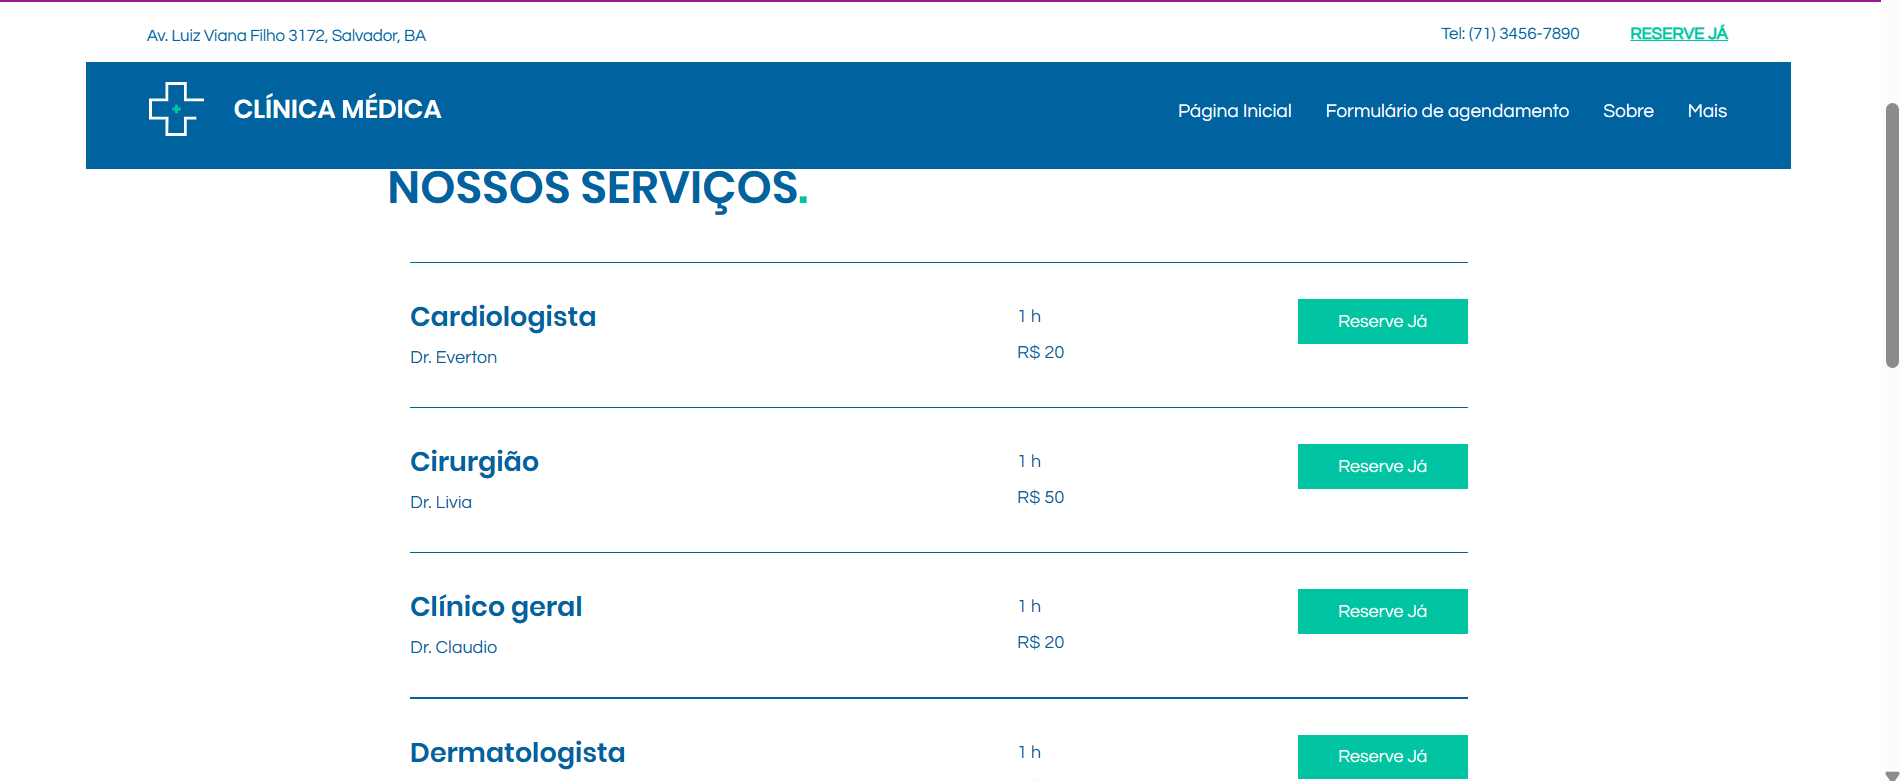 Av. Luiz Viana Filho 3172, Salvador, BA
Tel: (71) 3456-7890
RESERVE JÁ
CLÍNICA MÉDICA
Página Inicial
Formulário de agendamento
Sobre
Mais
NOSSOS SERVIÇOS.
Cardiologista
Dr. Everton
1 h
R$ 20
Reserve Já
Cirurgião
Dr. Livia
1 h
R$ 50
Reserve Já
Clínico geral
Dr. Claudio
1 h
R$ 20
Reserve Já
Dermatologista
1 h
Reserve Já